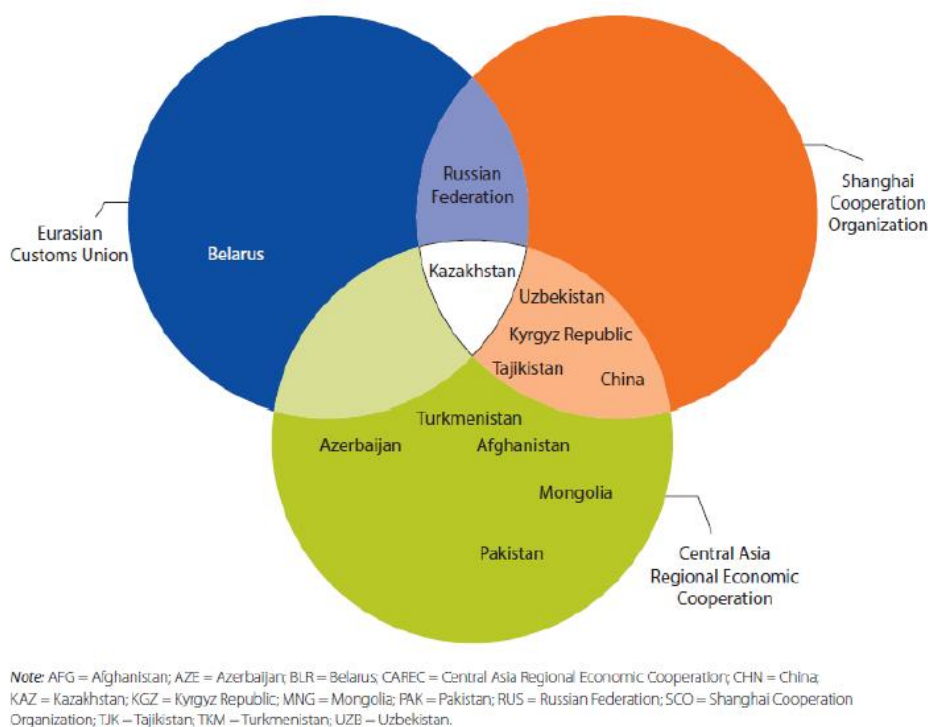 Russian
Federation
Shanghai
Cooperation
Organization
Eurasian
Customs Union
Belarus
Kazakhstan
Uzbekistan
Kyrgyz Republic
Tajikistan
China
Turkmenistan
Azerbaijan
Afghanistan
Mongolia
Pakistan
Central Asia
Regional Economic
Cooperation
Note: AFG = Afghanistan; AZE = Azerbaijan; BLR = Belarus; CAREC = Central Asia Regional Economic Cooperation; CHN = China;
KAZ = Kazakhstan; KGZ = Kyrgyz Republic; MNG = Mongolia; PAK = Pakistan; RUS = Russian Federation; SCO = Shanghai Cooperation
Organization; TJK = Tajikistan; TKM = Turkmenistan; UZB = Uzbekistan.